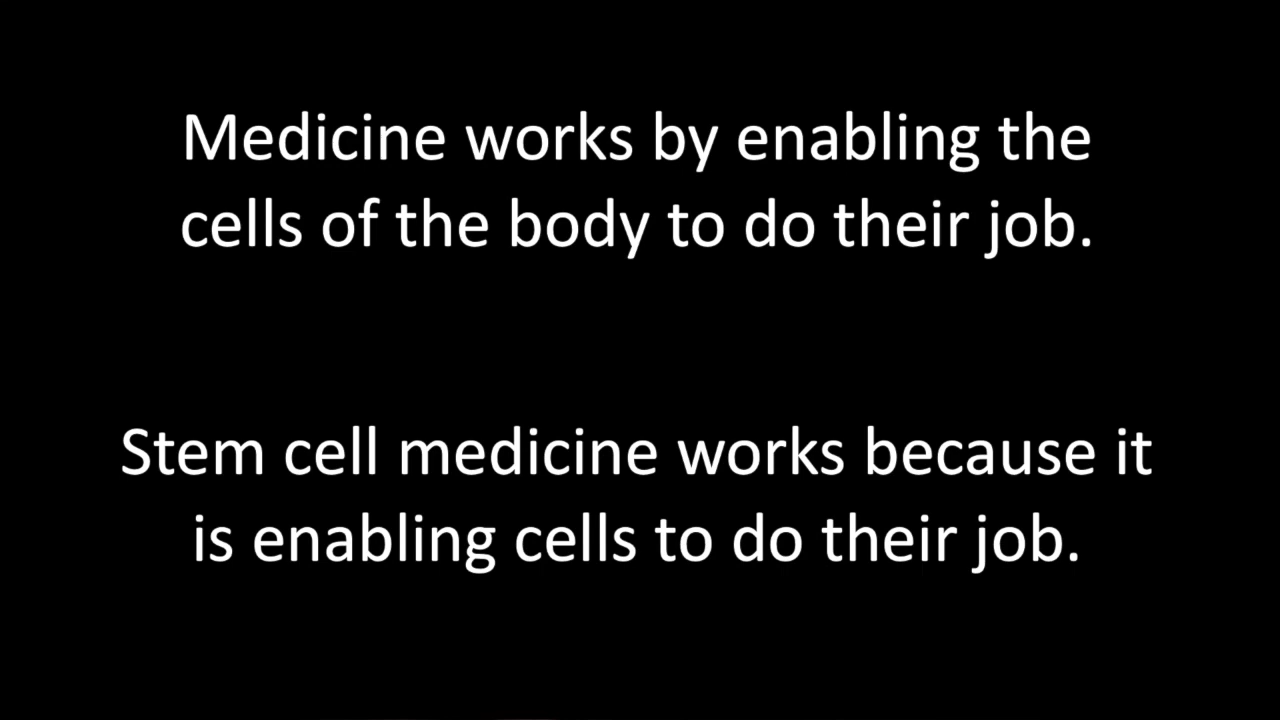 Medicine works by enabling the
cells of the body to do their job.
Stem cell medicine works because it
is enabling cells to do their job.